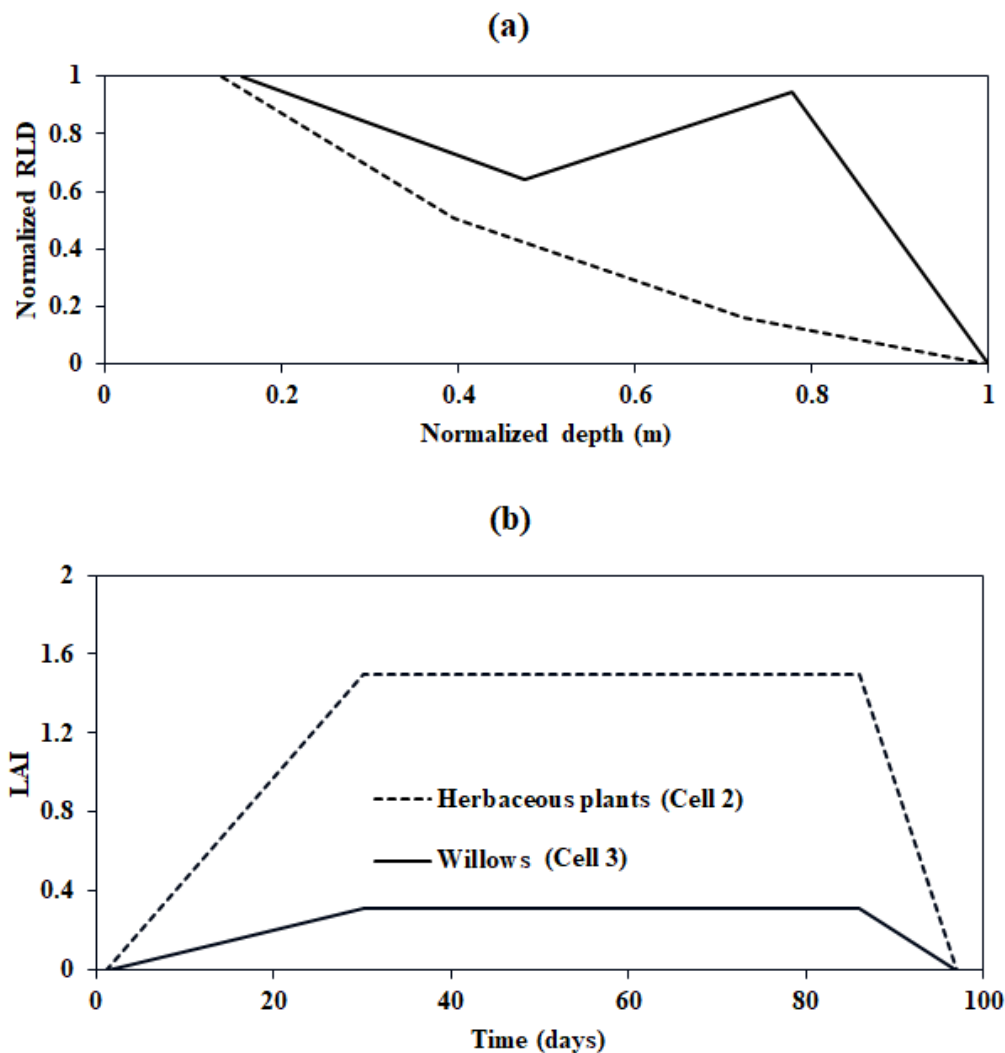 (a)
Normalized RLD
1
0.8
0.6
0.4
0.2
0
0 0.2 0.4 0.6 0.8 1
Normalized depth (m)
(b)
LAI
2
1.6
1.2
0.8
0.4
0
Herbaceous plants (Cell 2)
Willows (Cell 3)
0 20 40 60 80 100
Time (days)